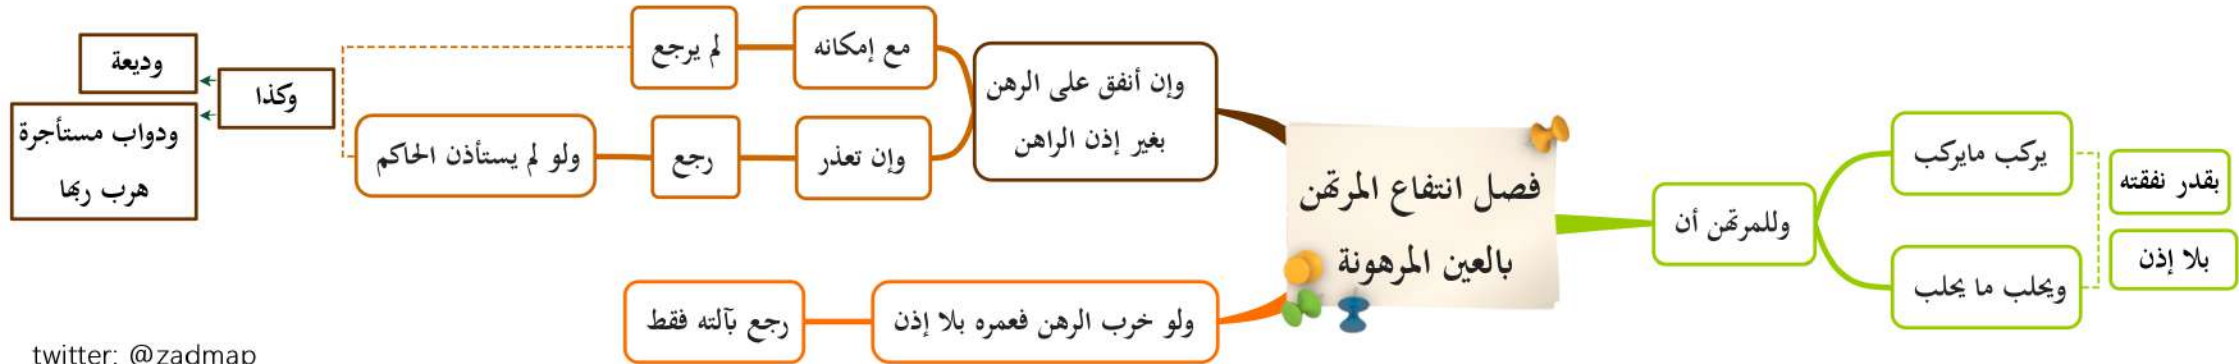 فصل انتفاع المرتهن
بالعين المرهونة
وللمرتهن أن
يركب مايركب
ويحلب ما يحلب
بقدر نفقته
بلا إذن
وإن أنفق على الرهن
بغير إذن الراهن
مع إمكانه
لم يرجع
وإن تعذر
رجع
ولو لم يستأذن الحاكم
وكذا
وديعة
ودواب مستأجرة
هرب ربها
ولو خرب الرهن فعمره بلا إذن
رجع بآلته فقط
twitter: @zadmap